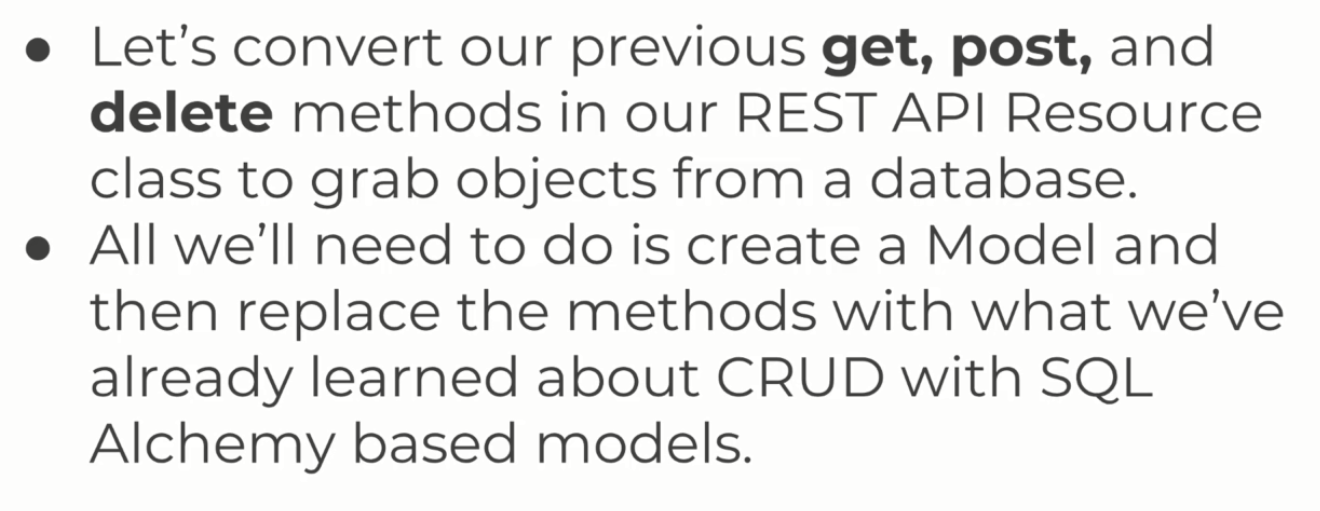 ● Let’s convert our previous get, post, and
delete methods in our REST API Resource
class to grab objects from a database.
● All we’ll need to do is create a Model and
then replace the methods with what we’ve
already learned about CRUD with SQL
Alchemy based models.